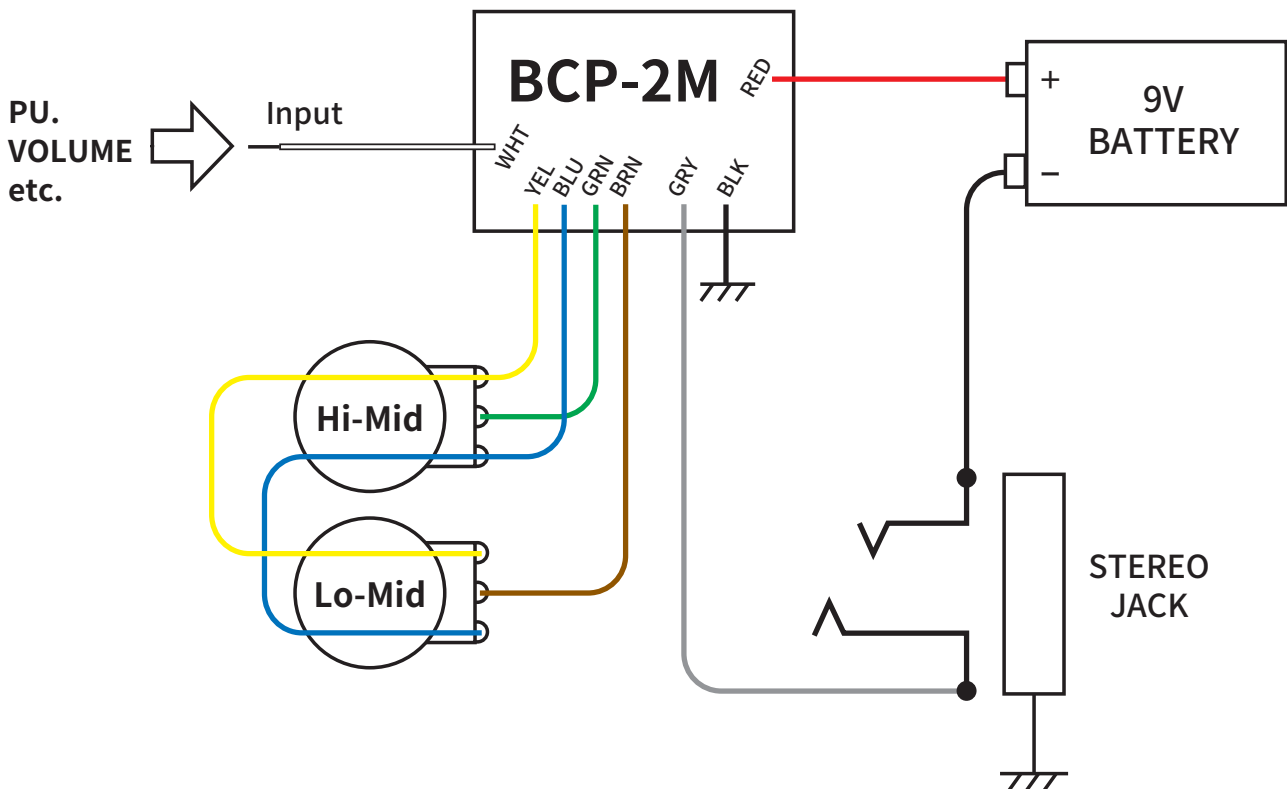 BCP-2M
RED
PU.
VOLUME
etc.
Input
WHT
YEL
BLU
GRN
BRN
GRY
BLK
+
−
9V
BATTERY
Hi-Mid
Lo-Mid
STEREO
JACK